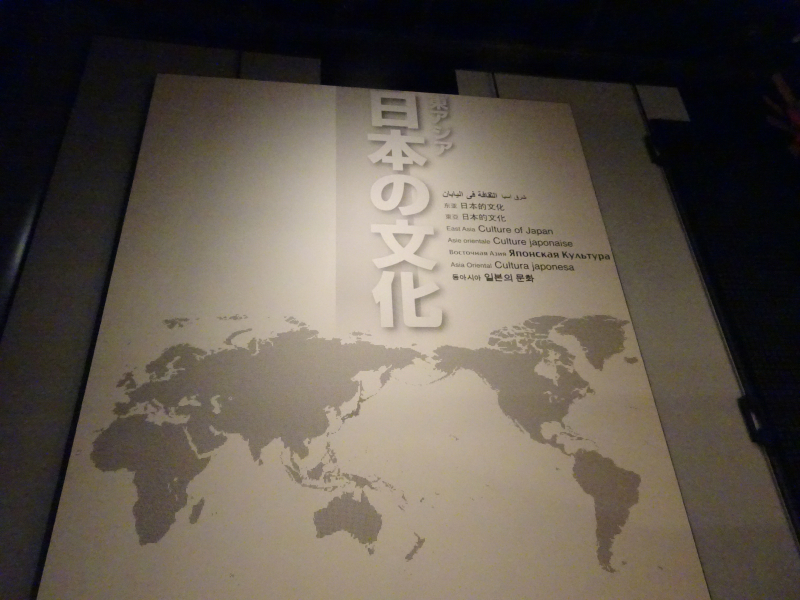 東アジア
日本の文化
شرق آسيا الثقافة في اليابان
东亚 日本的文化
東亞 日本的文化
East Asia Culture of Japan
Asie orientale Culture japonaise
Восточная Азия Японская Культура
Asia Oriental Cultura japonesa
동아시아 일본의 문화